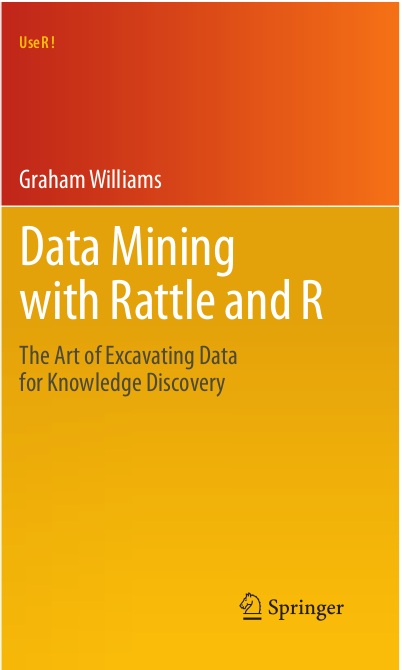 Use R !
Graham Williams
Data Mining
with Rattle and R
The Art of Excavating Data
for Knowledge Discovery
Springer